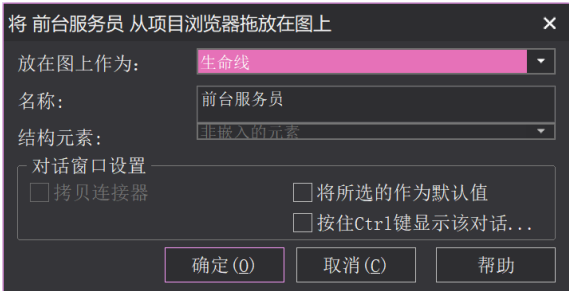 将 前台服务员 从项目浏览器拖放在图上
放在图上作为: 生命线
名称: 前台服务员
结构元素: 非嵌入的元素
对话窗口设置
拷贝连接器 将所选的作为默认值
按住Ctrl键显示该对话...
确定(O) 取消(C) 帮助